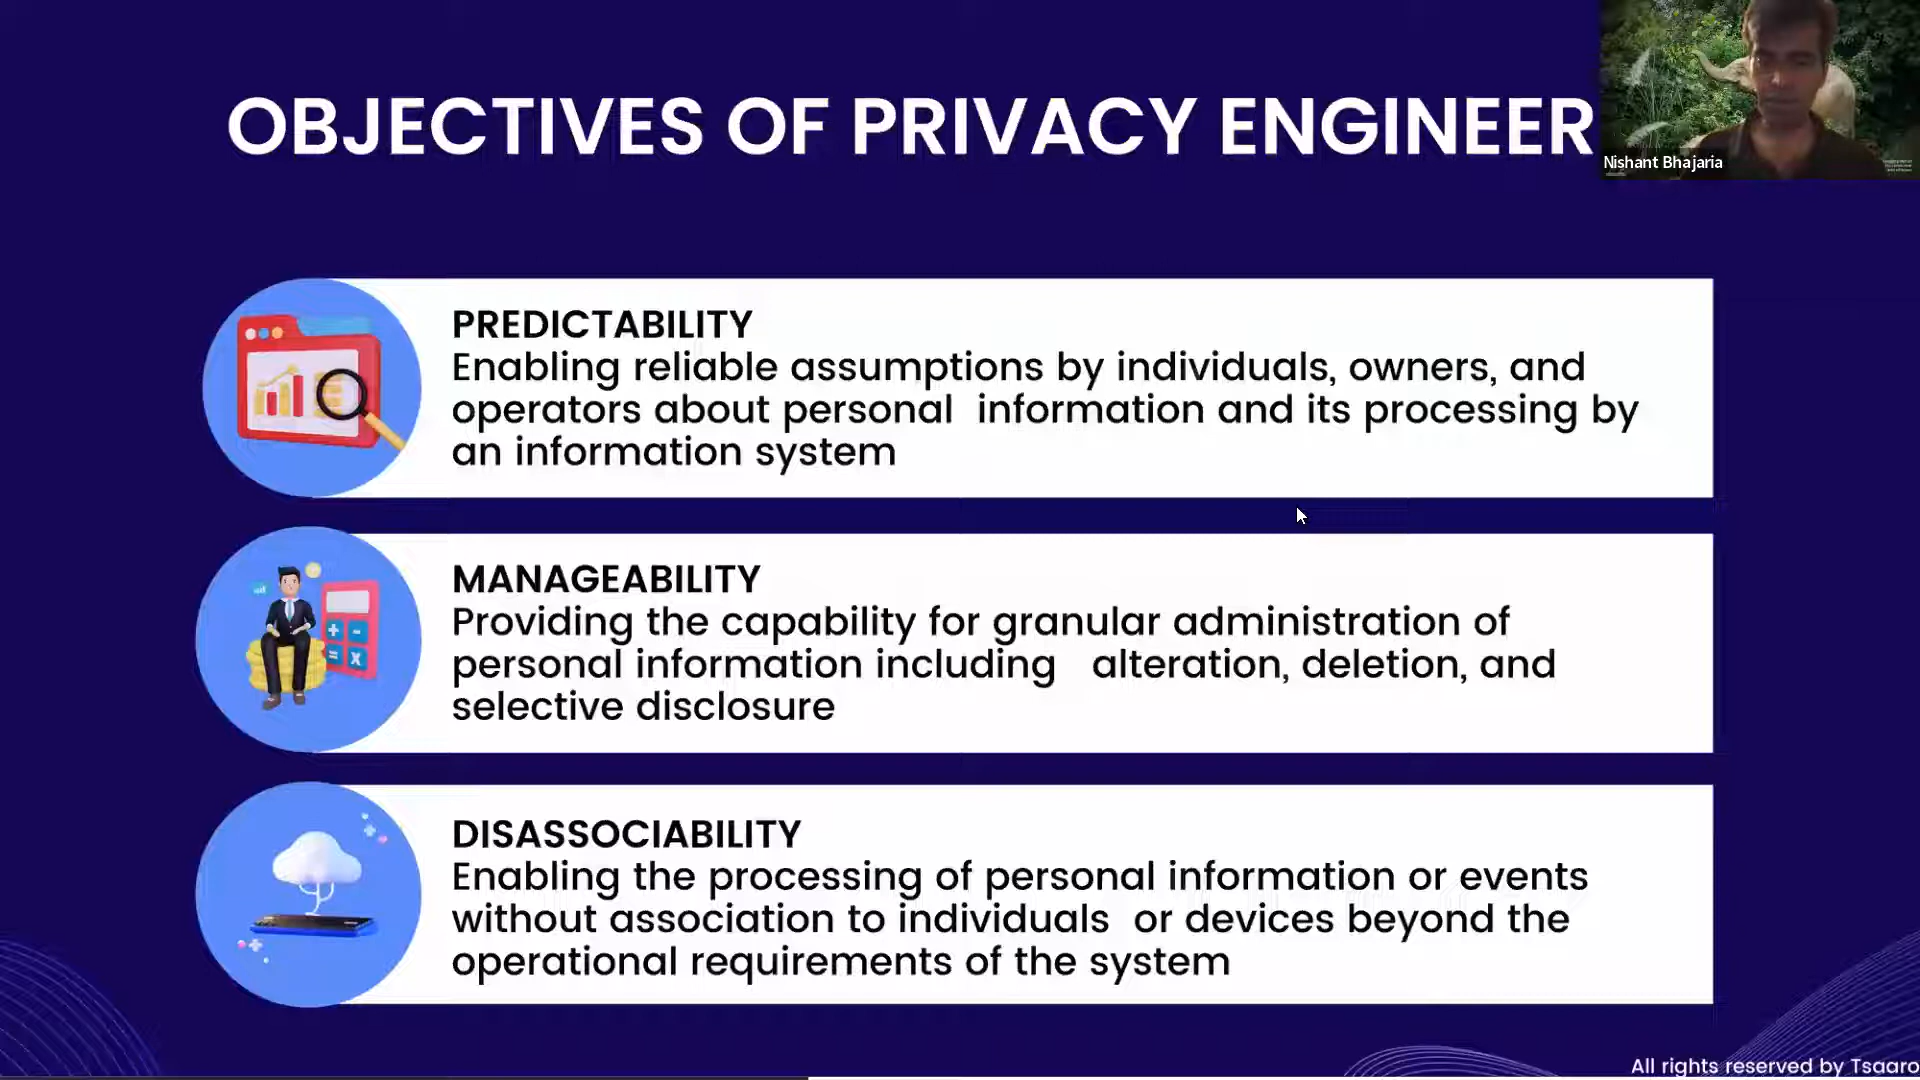 OBJECTIVES OF PRIVACY ENGINEER
Nishant Bhajaria
PREDICTABILITY
Enabling reliable assumptions by individuals, owners, and
operators about personal information and its processing by
an information system
MANAGEABILITY
Providing the capability for granular administration of
personal information including alteration, deletion, and
selective disclosure
DISASSOCIABILITY
Enabling the processing of personal information or events
without association to individuals or devices beyond the
operational requirements of the system
All rights reserved by Tsaaro